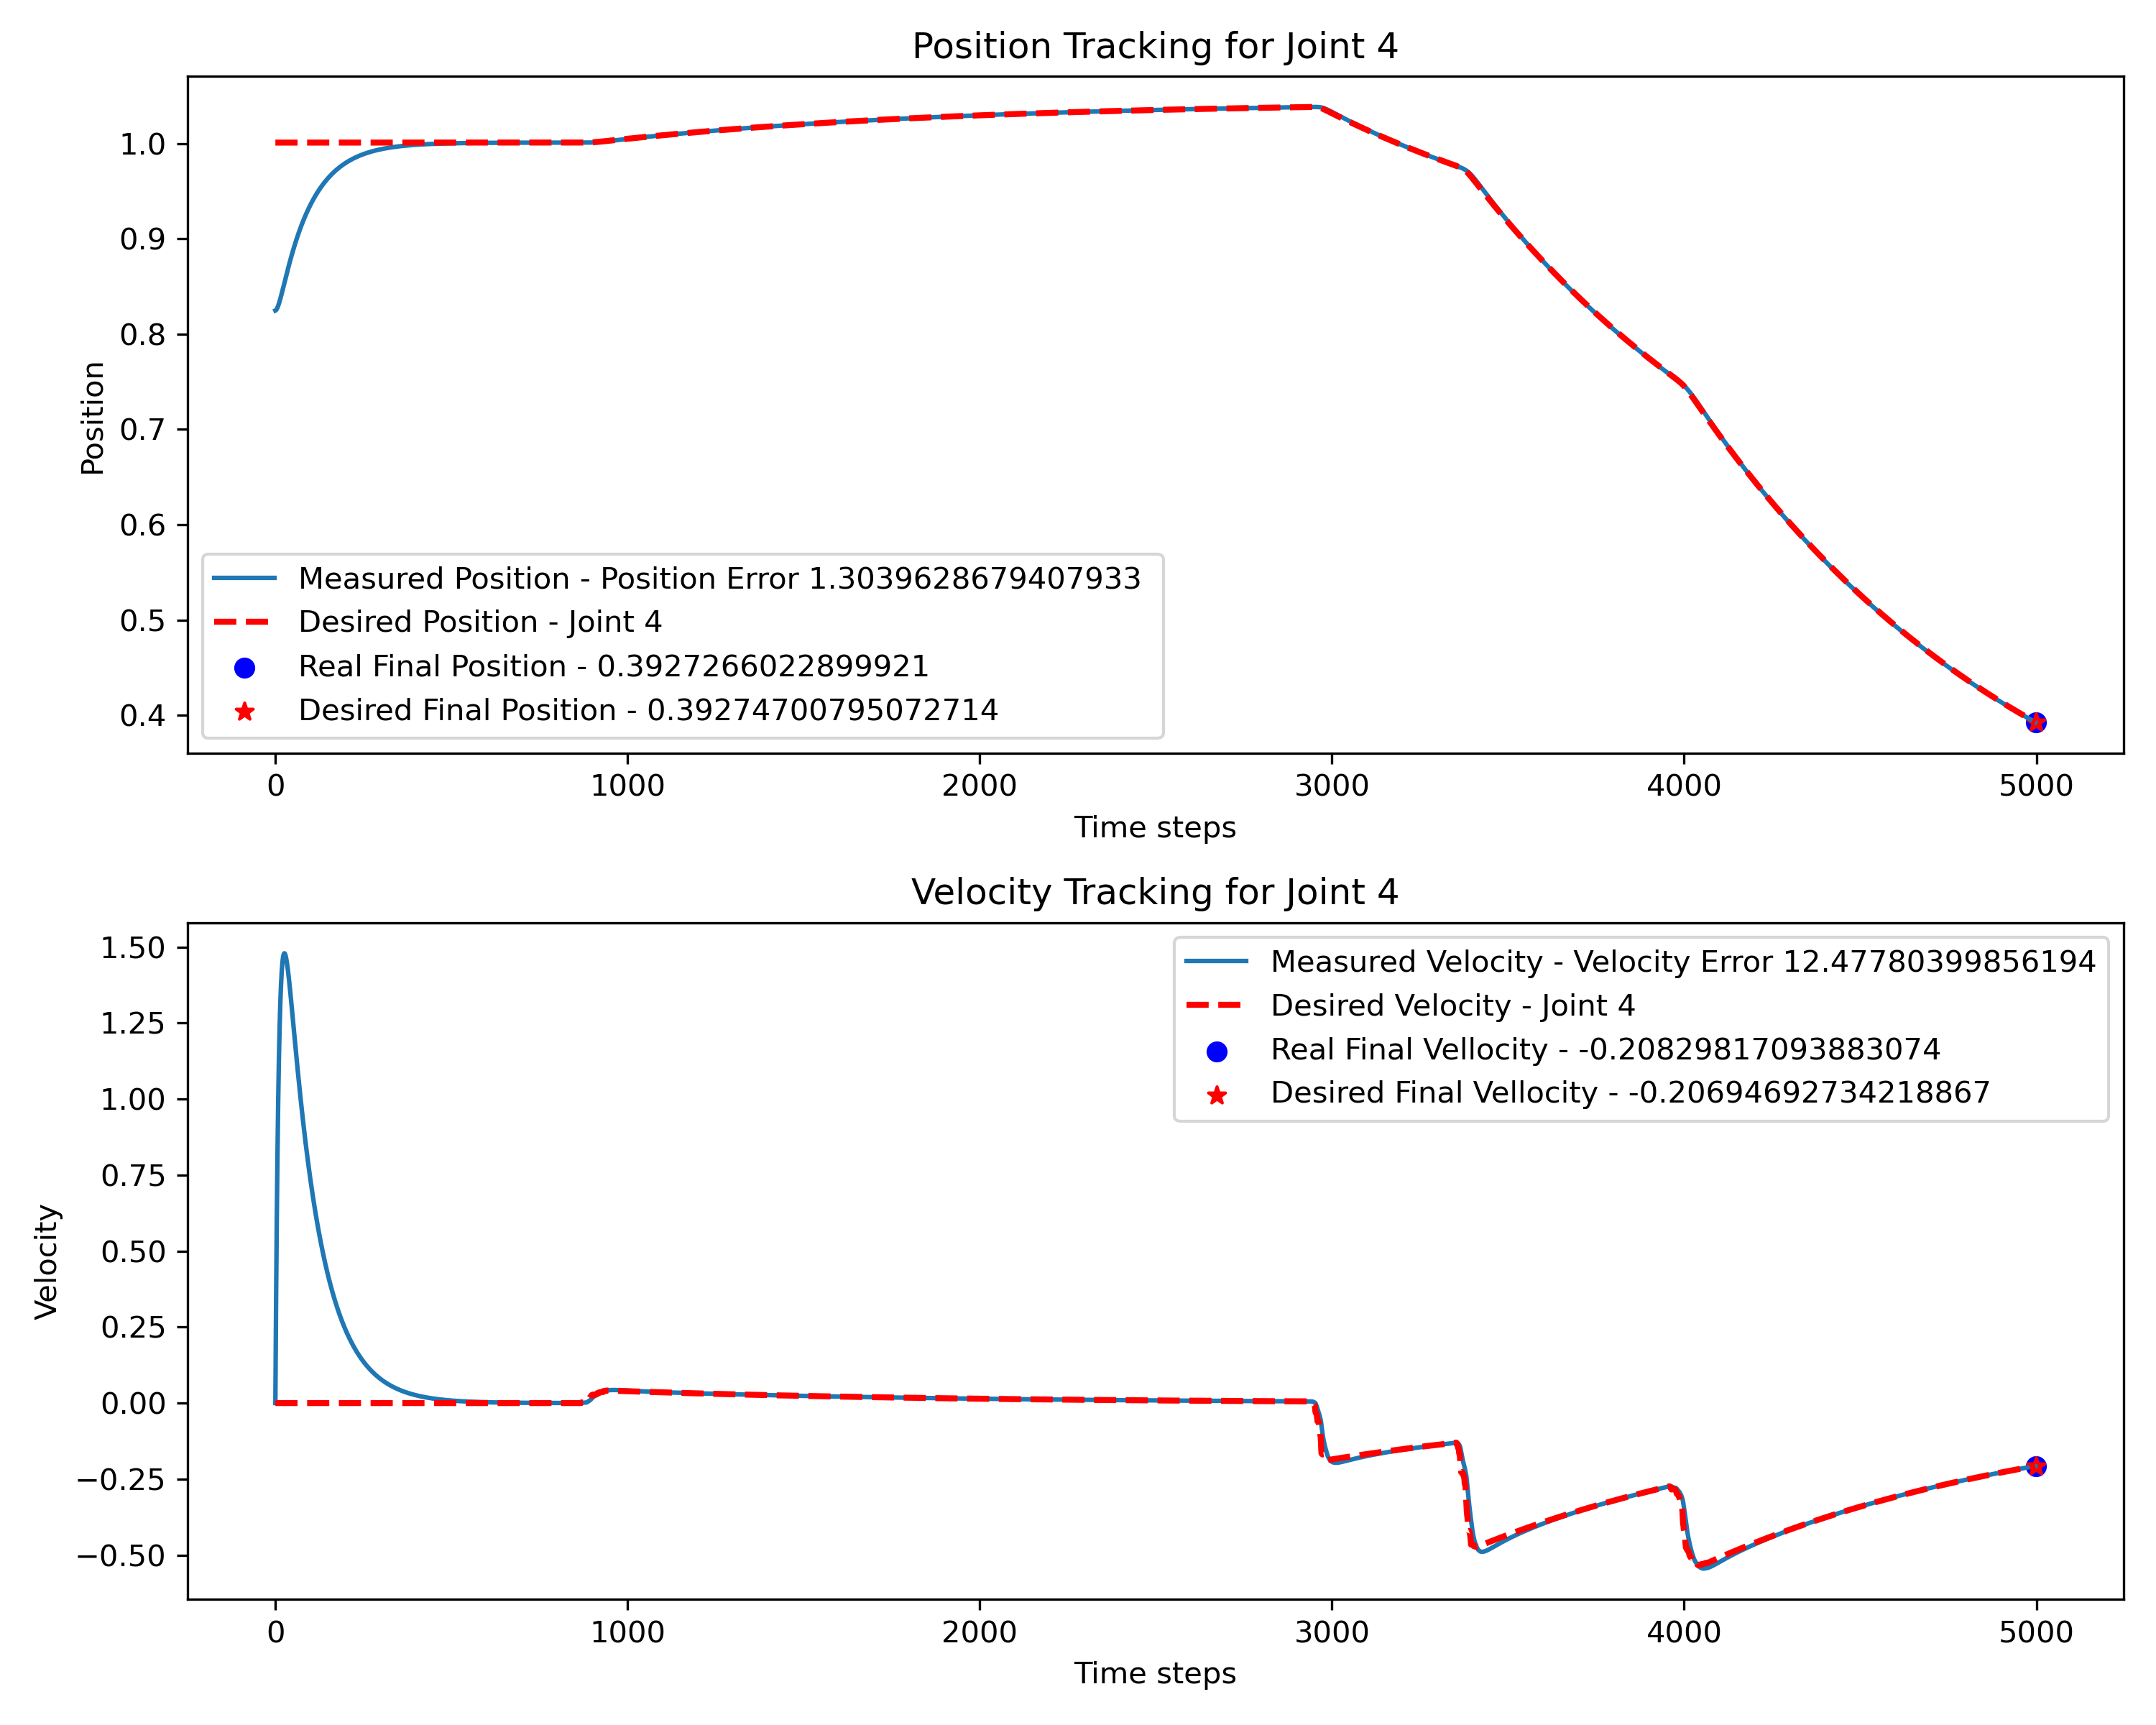 Position Tracking for Joint 4
Position
1.0
0.9
0.8
0.7
0.6
0.5
0.4
Measured Position - Position Error 1.3039628679407933
Desired Position - Joint 4
Real Final Position - 0.3927266022899921
Desired Final Position - 0.39274700795072714
0 1000 2000 3000 4000 5000
Time steps
Velocity Tracking for Joint 4
Velocity
1.50
1.25
1.00
0.75
0.50
0.25
0.00
−0.25
−0.50
Measured Velocity - Velocity Error 12.47780399856194
Desired Velocity - Joint 4
Real Final Vellocity - -0.20829817093883074
Desired Final Vellocity - -0.20694692734218867
0 1000 2000 3000 4000 5000
Time steps